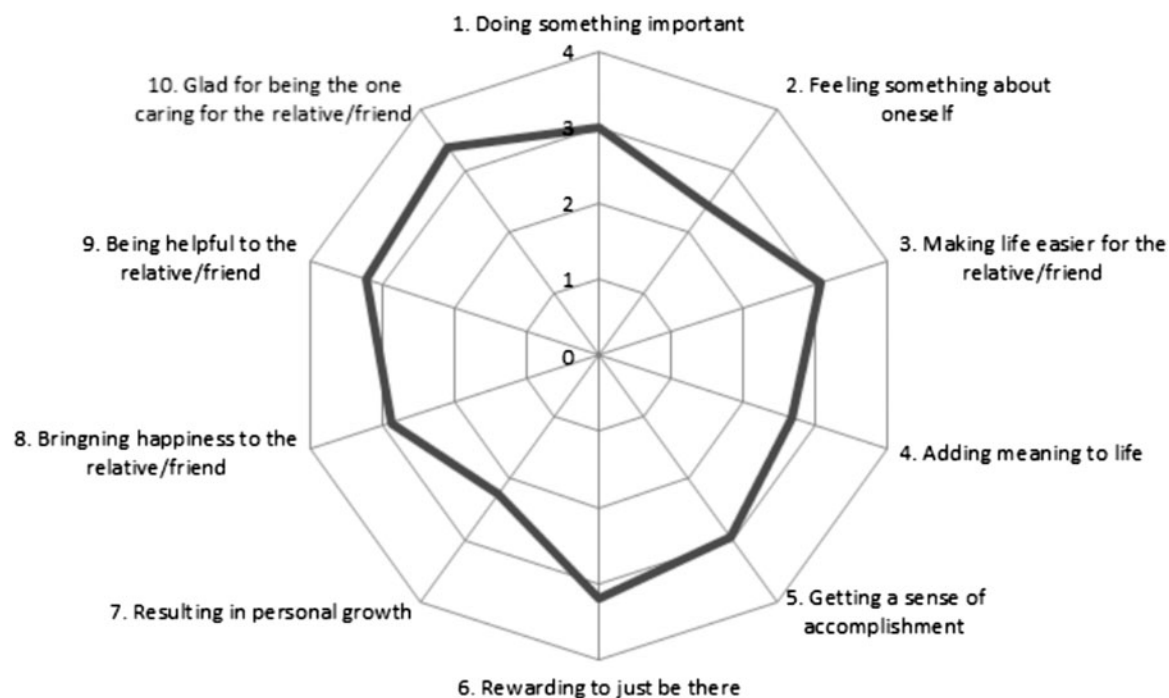 1. Doing something important
4
10. Glad for being the one
caring for the relative/friend
2. Feeling something about
oneself
3
2
9. Being helpful to the
relative/friend
3. Making life easier for the
relative/friend
1
0
8. Bringning happiness to the
relative/friend
4. Adding meaning to life
7. Resulting in personal growth
5. Getting a sense of
accomplishment
6. Rewarding to just be there